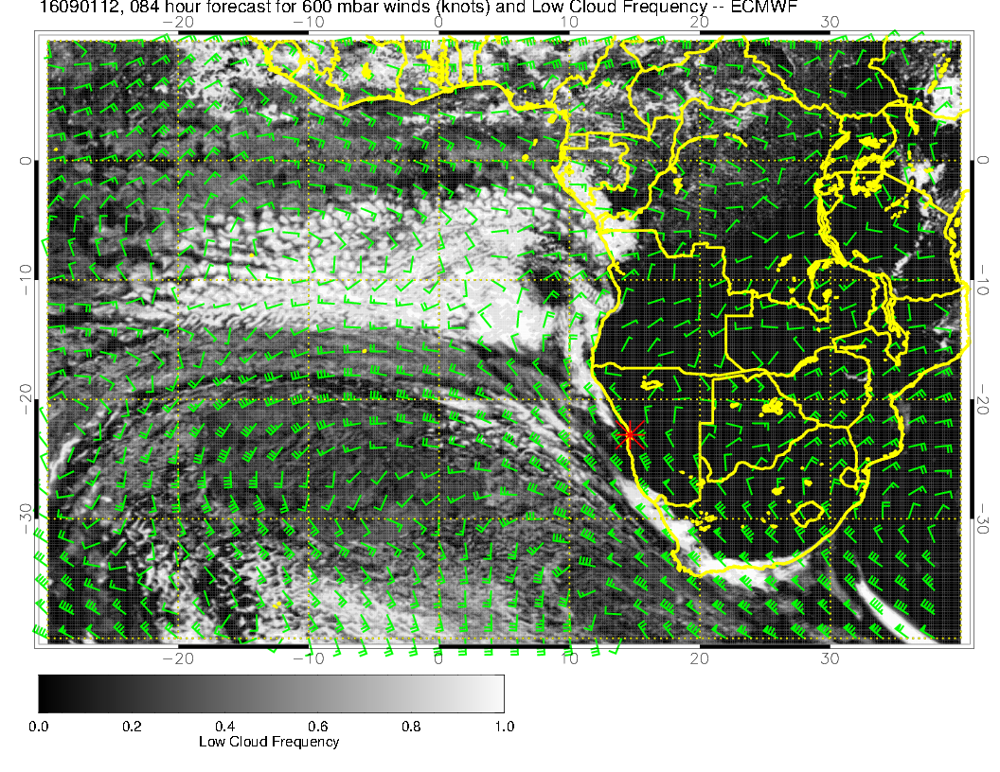 16090112, 084 hour forecast for 600 mbar winds (knots) and Low Cloud Frequency -- ECMWF
−20 −10 0 10 20 30
0 0
−10 −10
−20 −20
−30 −30
−20 −10 0 10 20 30
0.0 0.2 0.4 0.6 0.8 1.0
Low Cloud Frequency